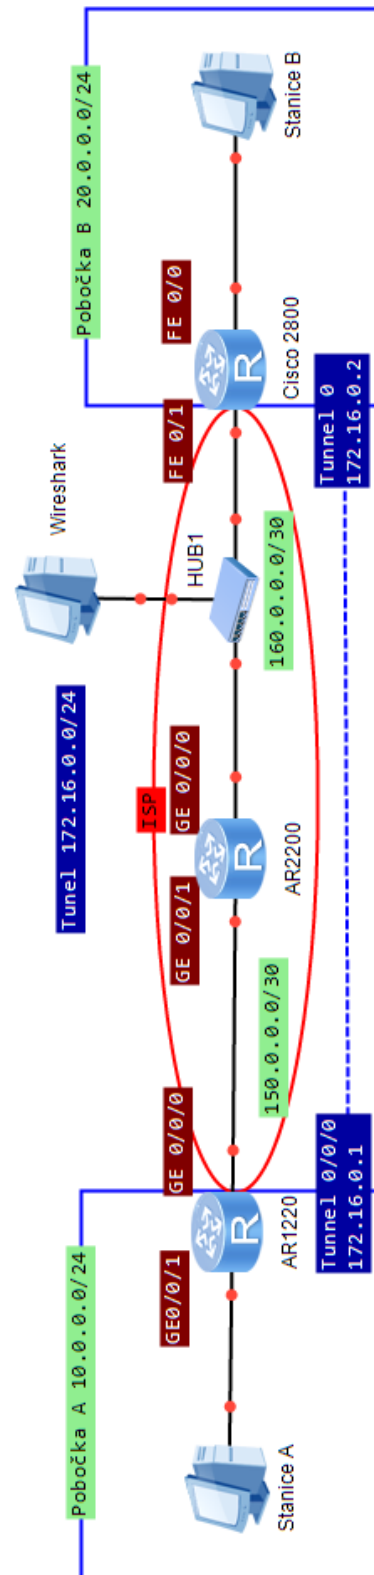 Pobočka A 10.0.0.0/24
Tunel 172.16.0.0/24
Wireshark
Pobočka B 20.0.0.0/24
ISP
GE0/0/1
GE 0/0/0
GE 0/0/1
GE 0/0/0
HUB1
FE 0/1
FE 0/0
Stanice A
AR1220
150.0.0.0/30
AR2200
160.0.0.0/30
Cisco 2800
Stanice B
Tunnel 0/0/0
172.16.0.1
Tunnel 0
172.16.0.2